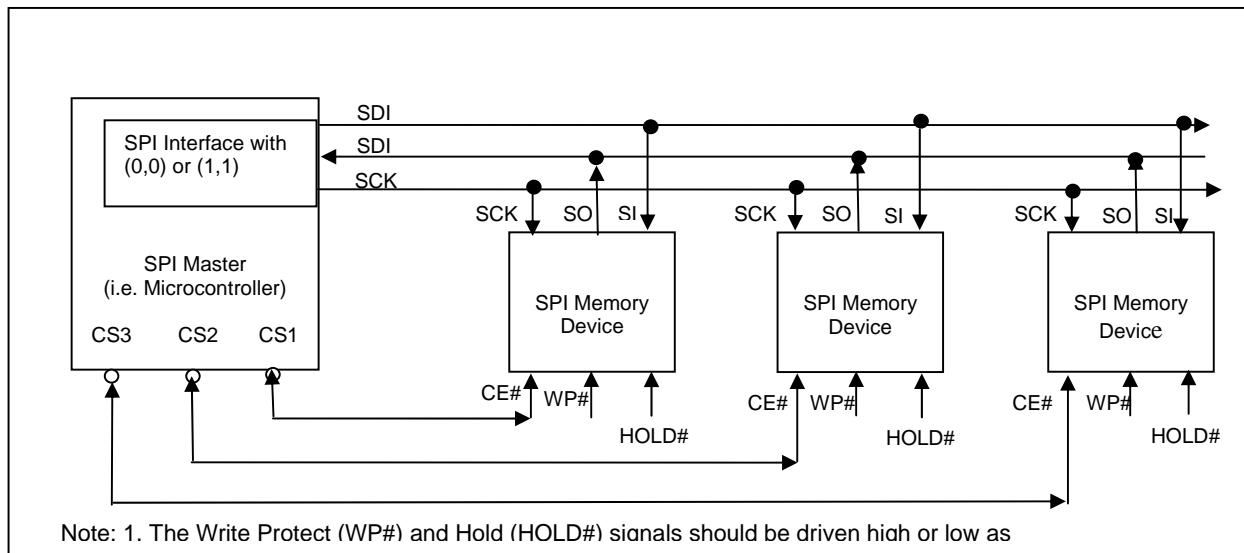 SDI
SPI Interface with
(0,0) or (1,1)
SDI
SCK
SCK SO SI
SCK SO SI
SCK SO SI
SPI Master
(i.e. Microcontroller)
SPI Memory
Device
SPI Memory
Device
SPI Memory
Device
CS3 CS2 CS1
CE# WP#
HOLD#
CE# WP#
HOLD#
CE# WP#
HOLD#
Note: 1. The Write Protect (WP#) and Hold (HOLD#) signals should be driven high or low as